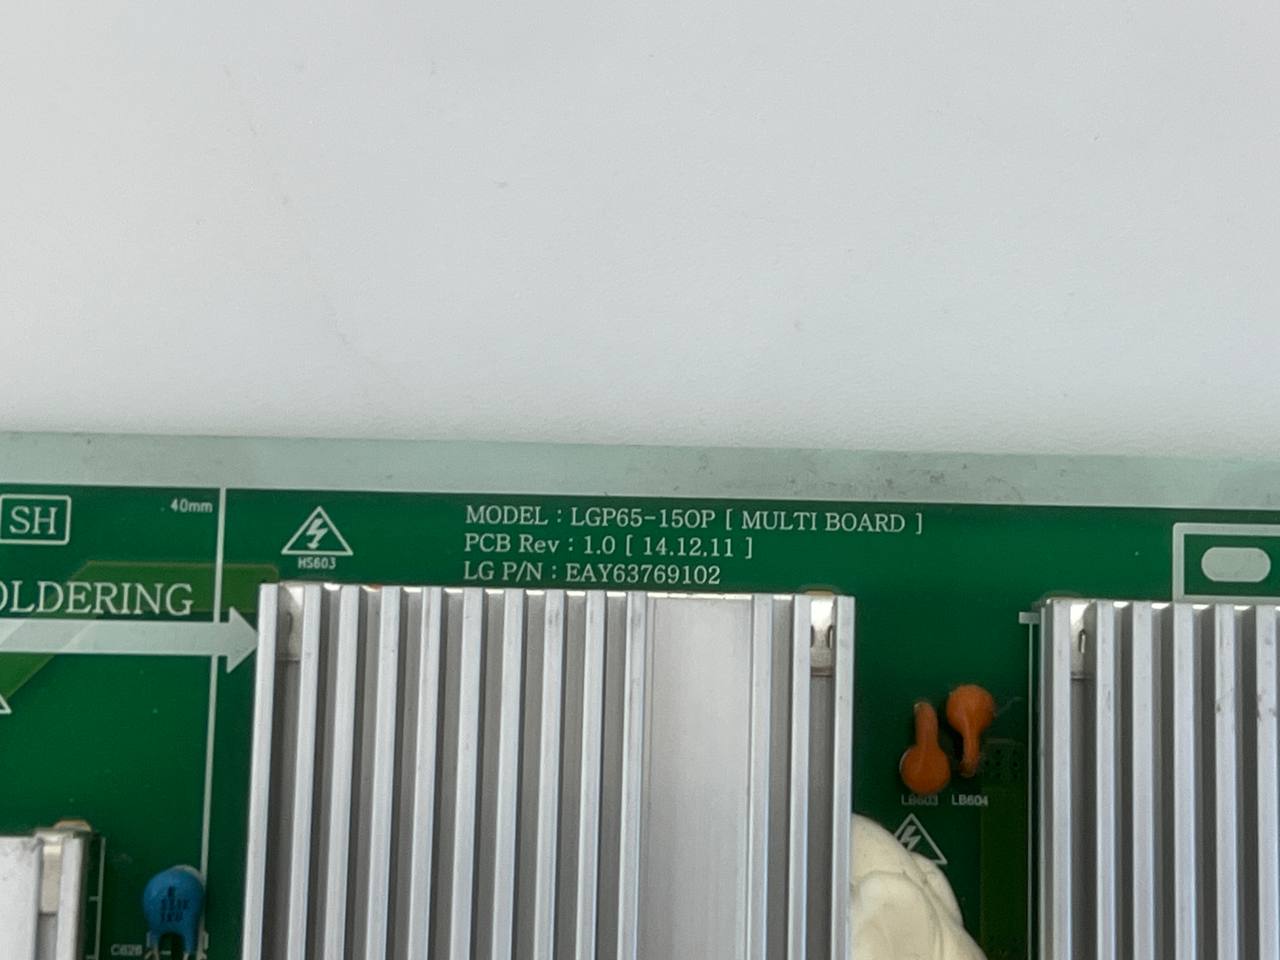 SH
40mm
HS603
MODEL : LGP65-15OP [ MULTI BOARD ]
PCB Rev : 1.0 [ 14.12.11 ]
LG P/N : EAY63769102
OLDERING
LB603 LB604
C626